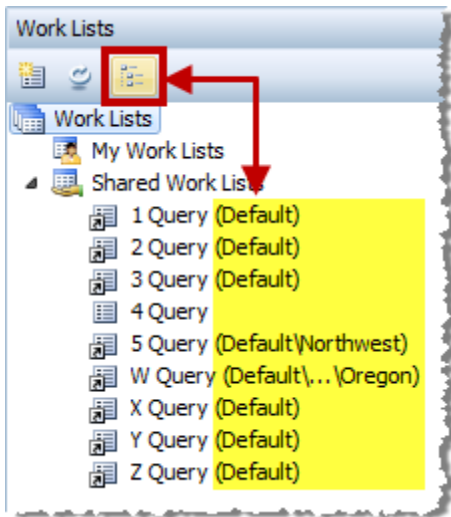 Work Lists
Work Lists
My Work Lists
Shared Work Lists
1 Query (Default)
2 Query (Default)
3 Query (Default)
4 Query
5 Query (Default\Northwest)
W Query (Default\...\Oregon)
X Query (Default)
Y Query (Default)
Z Query (Default)